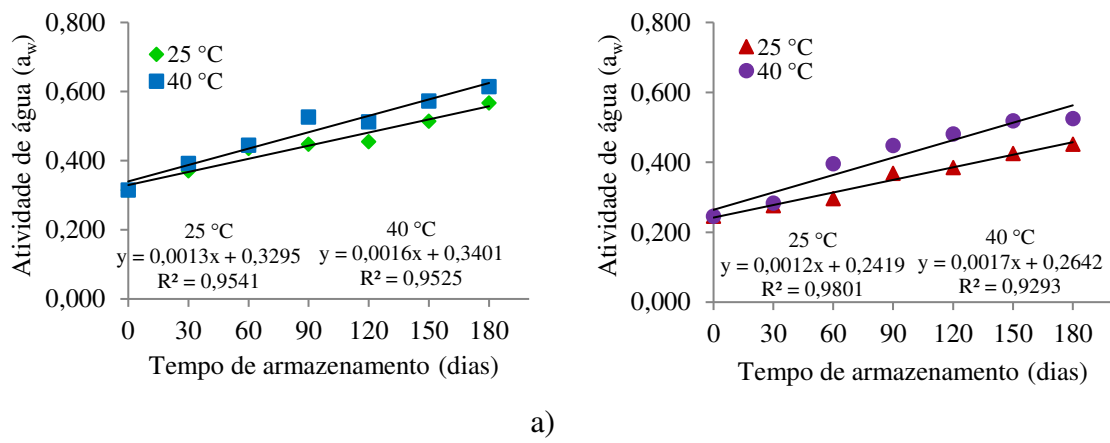 Atividade de água (a_w)
0,800
0,600
0,400
0,200
0,000
25 °C
40 °C
25 °C
y = 0,0013x + 0,3295
R² = 0,9541
40 °C
y = 0,0016x + 0,3401
R² = 0,9525
0 30 60 90 120 150 180
Tempo de armazenamento (dias)
Atividade de água (a_w)
0,800
0,600
0,400
0,200
0,000
25 °C
40 °C
25 °C
y = 0,0012x + 0,2419
R² = 0,9801
40 °C
y = 0,0017x + 0,2642
R² = 0,9293
0 30 60 90 120 150 180
Tempo de armazenamento (dias)
a)